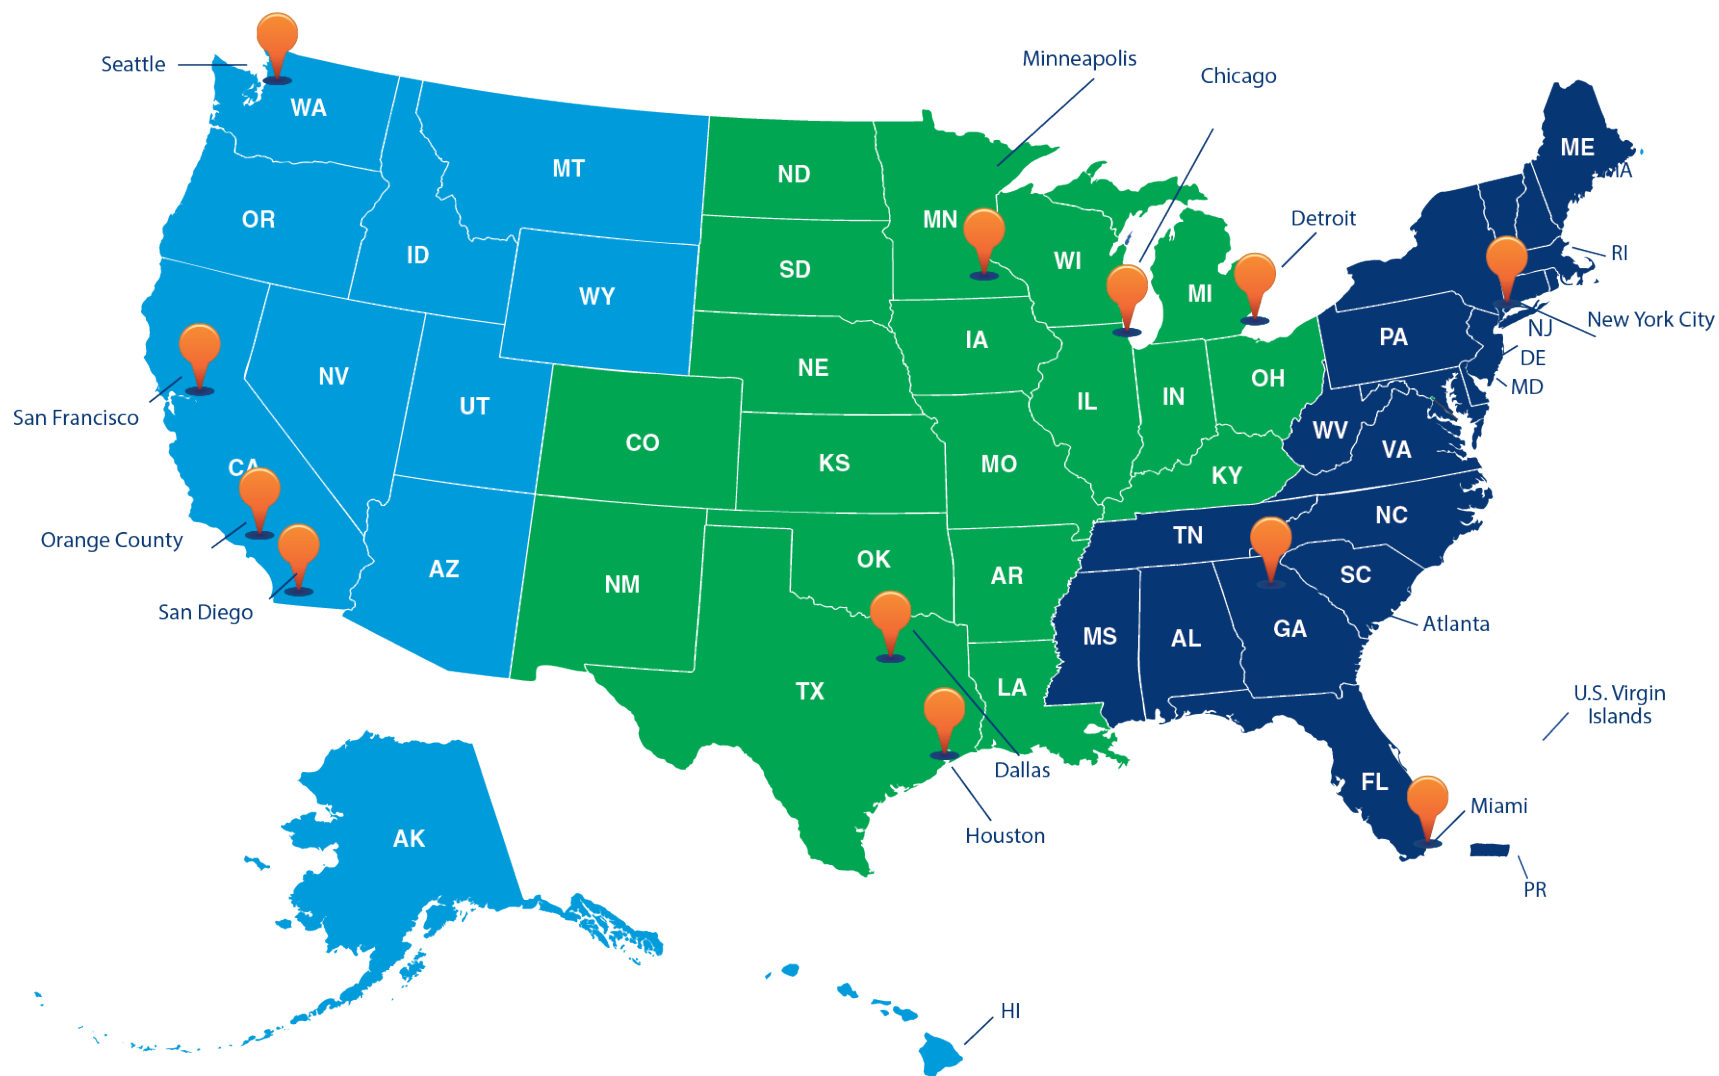 Seattle
WA
Minneapolis
Chicago
MT
ND
ME
MA
OR
MN
Detroit
ID
SD
WI
RI
WY
MI
New York City
NJ
IA
PA
DE
NV
NE
OH
MD
UT
IL
IN
San Francisco
CO
WV
VA
CA
KS
MO
KY
NC
Orange County
TN
OK
AZ
NM
AR
SC
San Diego
Atlanta
MS
AL
GA
TX
LA
U.S. Virgin
Islands
Dallas
FL
Miami
Houston
AK
PR
HI